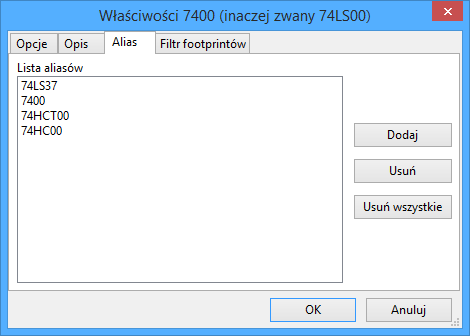 Właściwości 7400 (inaczej zwany 74LS00)
Opcje Opis Alias Filtr footprintów
Lista aliasów
74LS37
7400
74HCT00
74HC00
Dodaj
Usuń
Usuń wszystkie
OK Anuluj